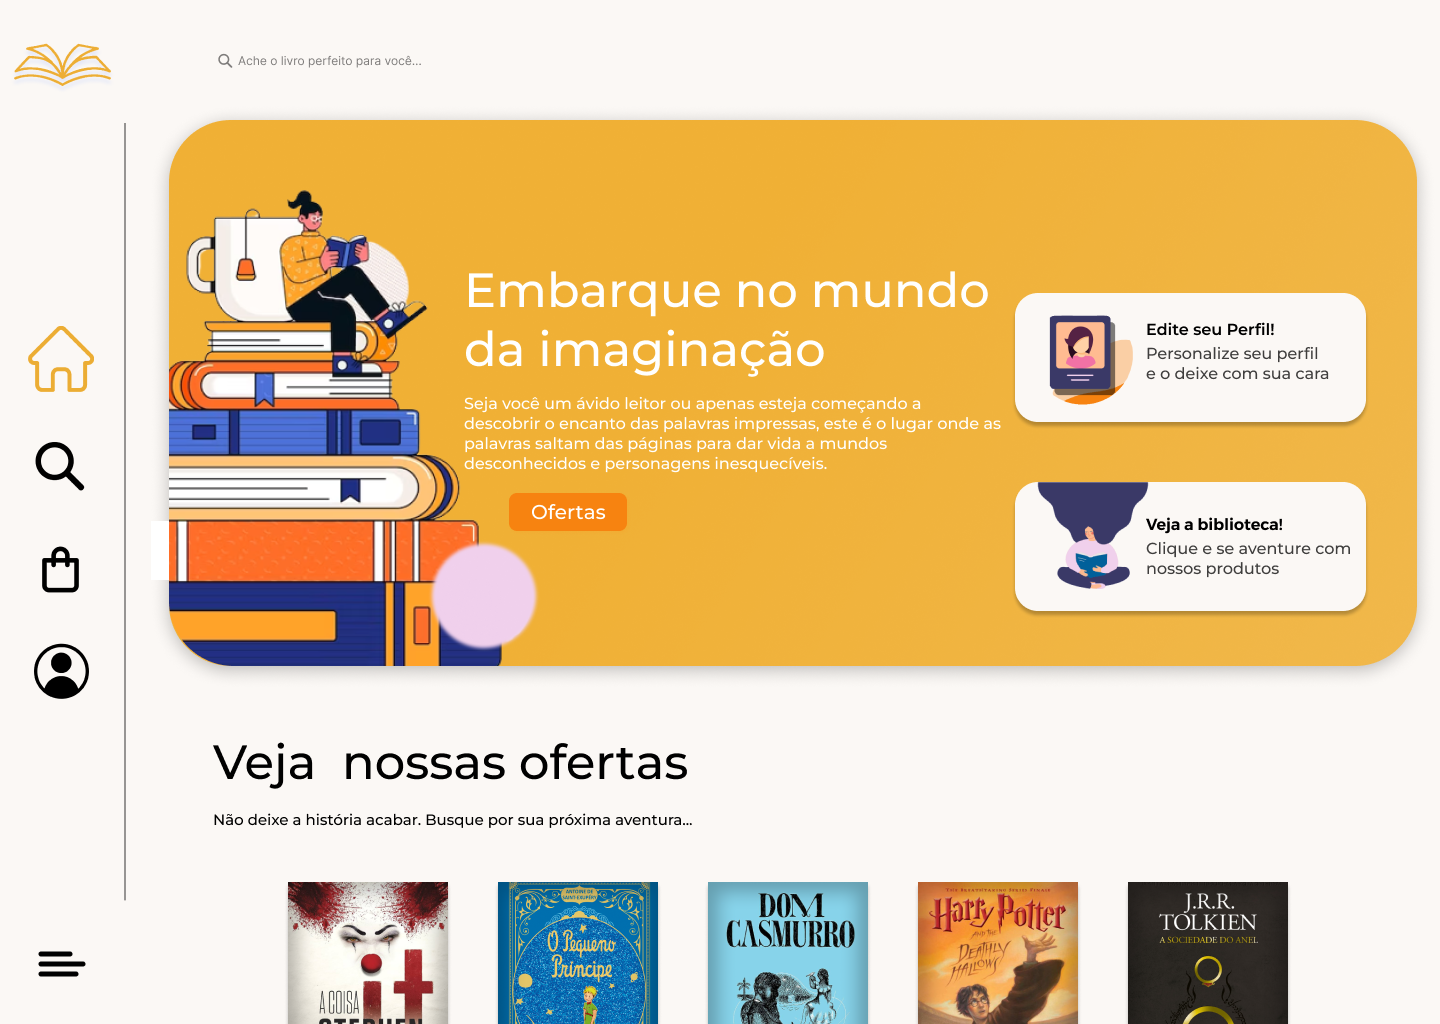 Ache o livro perfeito para você...
Embarque no mundo
da imaginação
Seja você um ávido leitor ou apenas esteja começando a
descobrir o encanto das palavras impressas, este é o lugar onde as
palavras saltam das páginas para dar vida a mundos
desconhecidos e personagens inesquecíveis.
Ofertas
Edite seu Perfil!
Personalize seu perfil
e o deixe com sua cara
Veja a biblioteca!
Clique e se aventure com
nossos produtos
Veja nossas ofertas
Não deixe a história acabar. Busque por sua próxima aventura...
A COISA
it
STEPHEN
ANTOINE DE
SAINT-EXUPÉRY
O Pequeno
Príncipe
DOM
CASMURRO
THE EXTRAORDINARY SERIES FINALE
Harry Potter
AND THE
DEATHLY
HALLOWS
J.R.R.
TOLKIEN
A SOCIEDADE DO ANEL